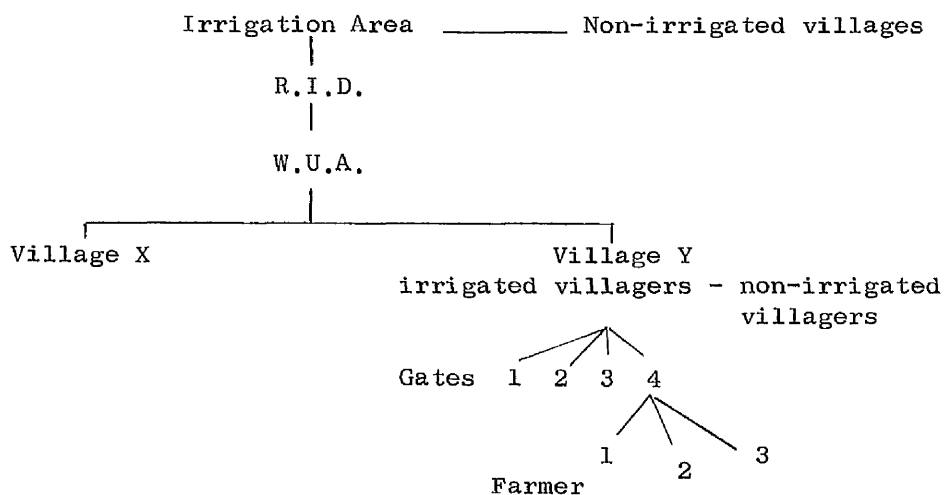 Irrigation Area Non-irrigated villages
R.I.D.
W.U.A.
Village X Village Y
irrigated villagers - non-irrigated
villagers
Gates 1 2 3 4
1 2 3
Farmer